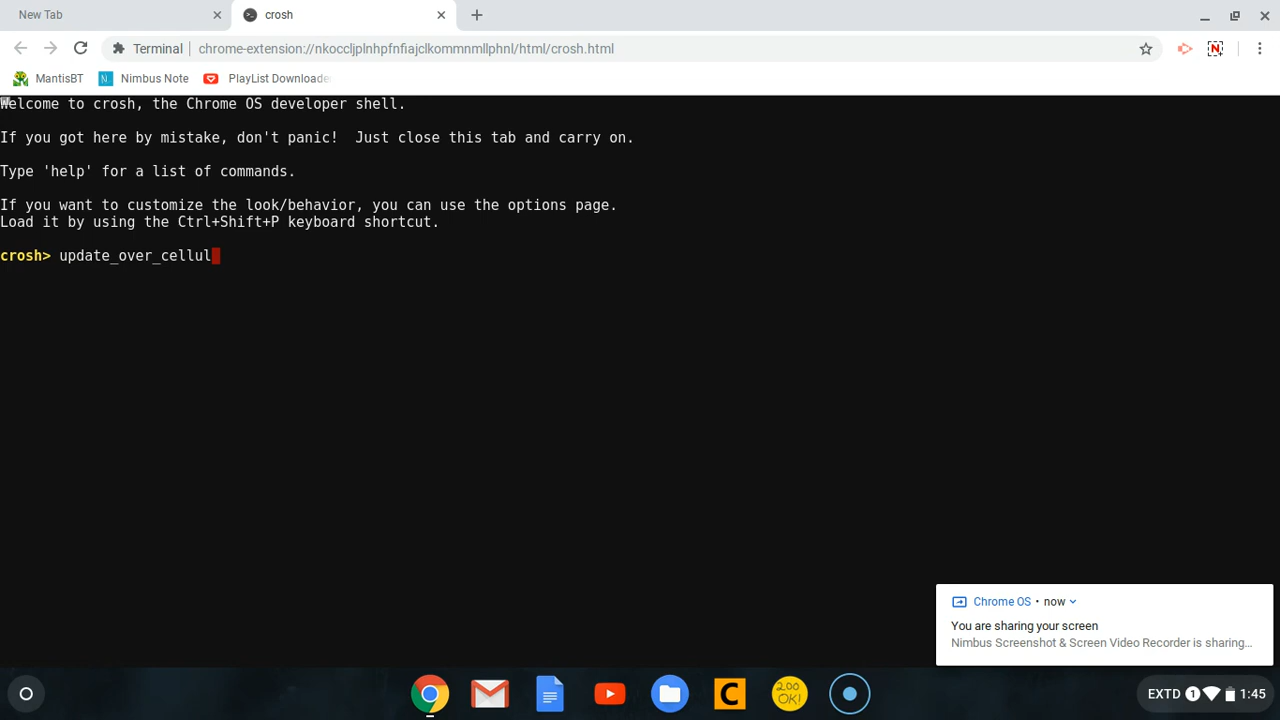 New Tab
crosh
Terminal
chrome-extension://nkoccljplnhpfnfiajclkommnmllphnl/html/crosh.html
MantisBT
Nimbus Note
PlayList Downloade
Welcome to crosh, the Chrome OS developer shell.
If you got here by mistake, don't panic!  Just close this tab and carry on.
Type 'help' for a list of commands.
If you want to customize the look/behavior, you can use the options page.
Load it by using the Ctrl+Shift+P keyboard shortcut.
crosh> update_over_cellul
Chrome OS • now
You are sharing your screen
Nimbus Screenshot & Screen Video Recorder is sharing...
200 OK!
EXTD 1 1:45